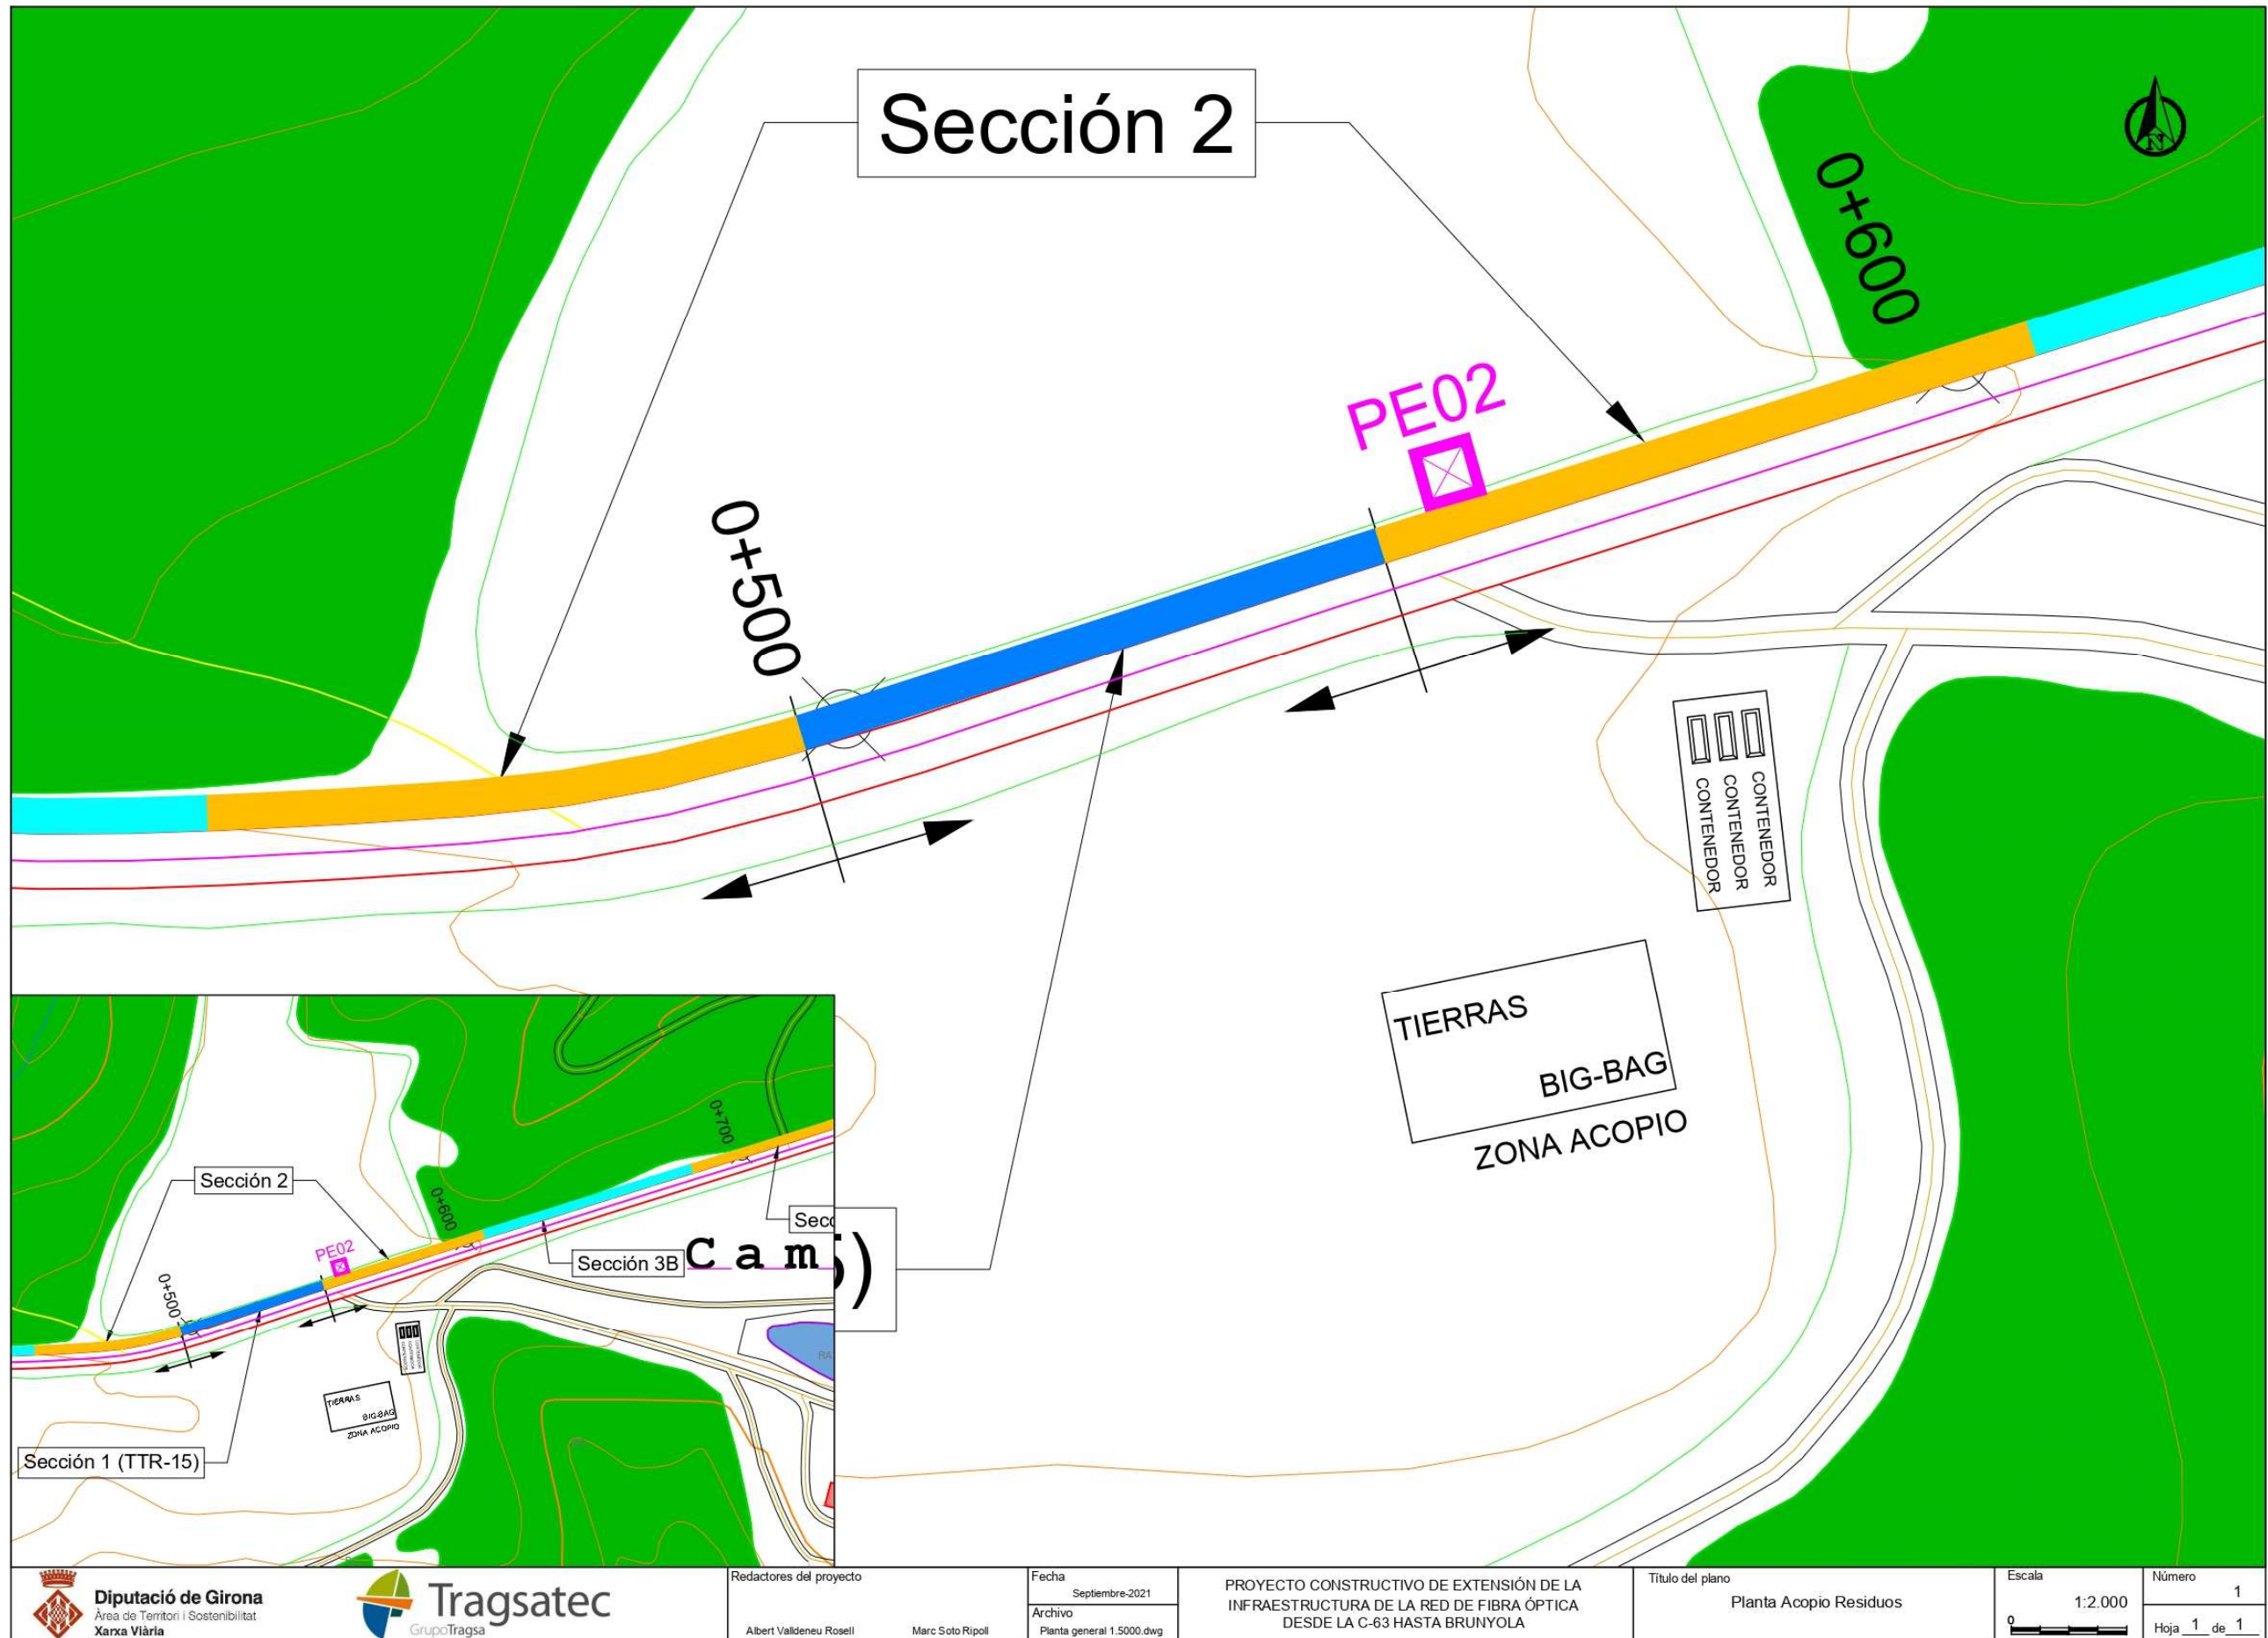 Sección 2
0+600
N
PE02
0+500
CONTENEDOR
CONTENEDOR
CONTENEDOR
TIERRAS
BIG-BAG
ZONA ACOPIO
5)
0+700
Sección 2
0+600
Secc
PE02
Sección 3B
Cam
0+500
TIERRAS
BIG-BAG
ZONA ACOPIO
Sección 1 (TTR-15)
Diputació de Girona
Àrea de Territori i Sostenibilitat
Xarxa Viària
Tragsatec
GrupoTragsa
Redactores del proyecto
Albert Valldeneu Rosell Marc Soto Ripoll
Fecha
Septiembre-2021
Archivo
Planta general 1.5000.dwg
PROYECTO CONSTRUCTIVO DE EXTENSIÓN DE LA
INFRAESTRUCTURA DE LA RED DE FIBRA ÓPTICA
DESDE LA C-63 HASTA BRUNYOLA
Título del plano
Planta Acopio Residuos
Escala
1:2.000
0
Número
1
Hoja 1 de 1